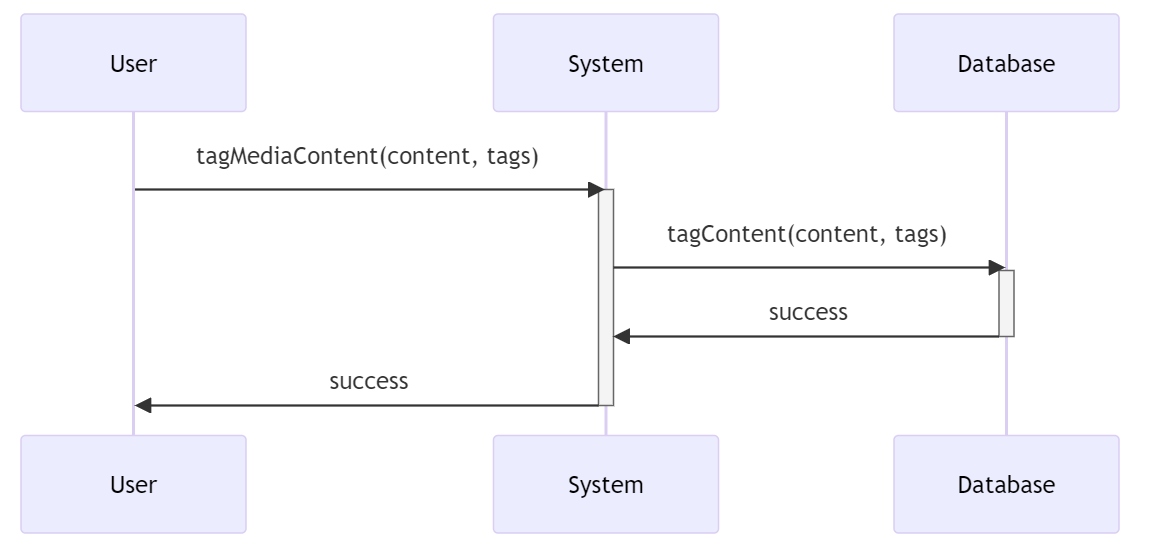 User
System
Database
tagMediaContent(content, tags)
tagContent(content, tags)
success
success
User
System
Database